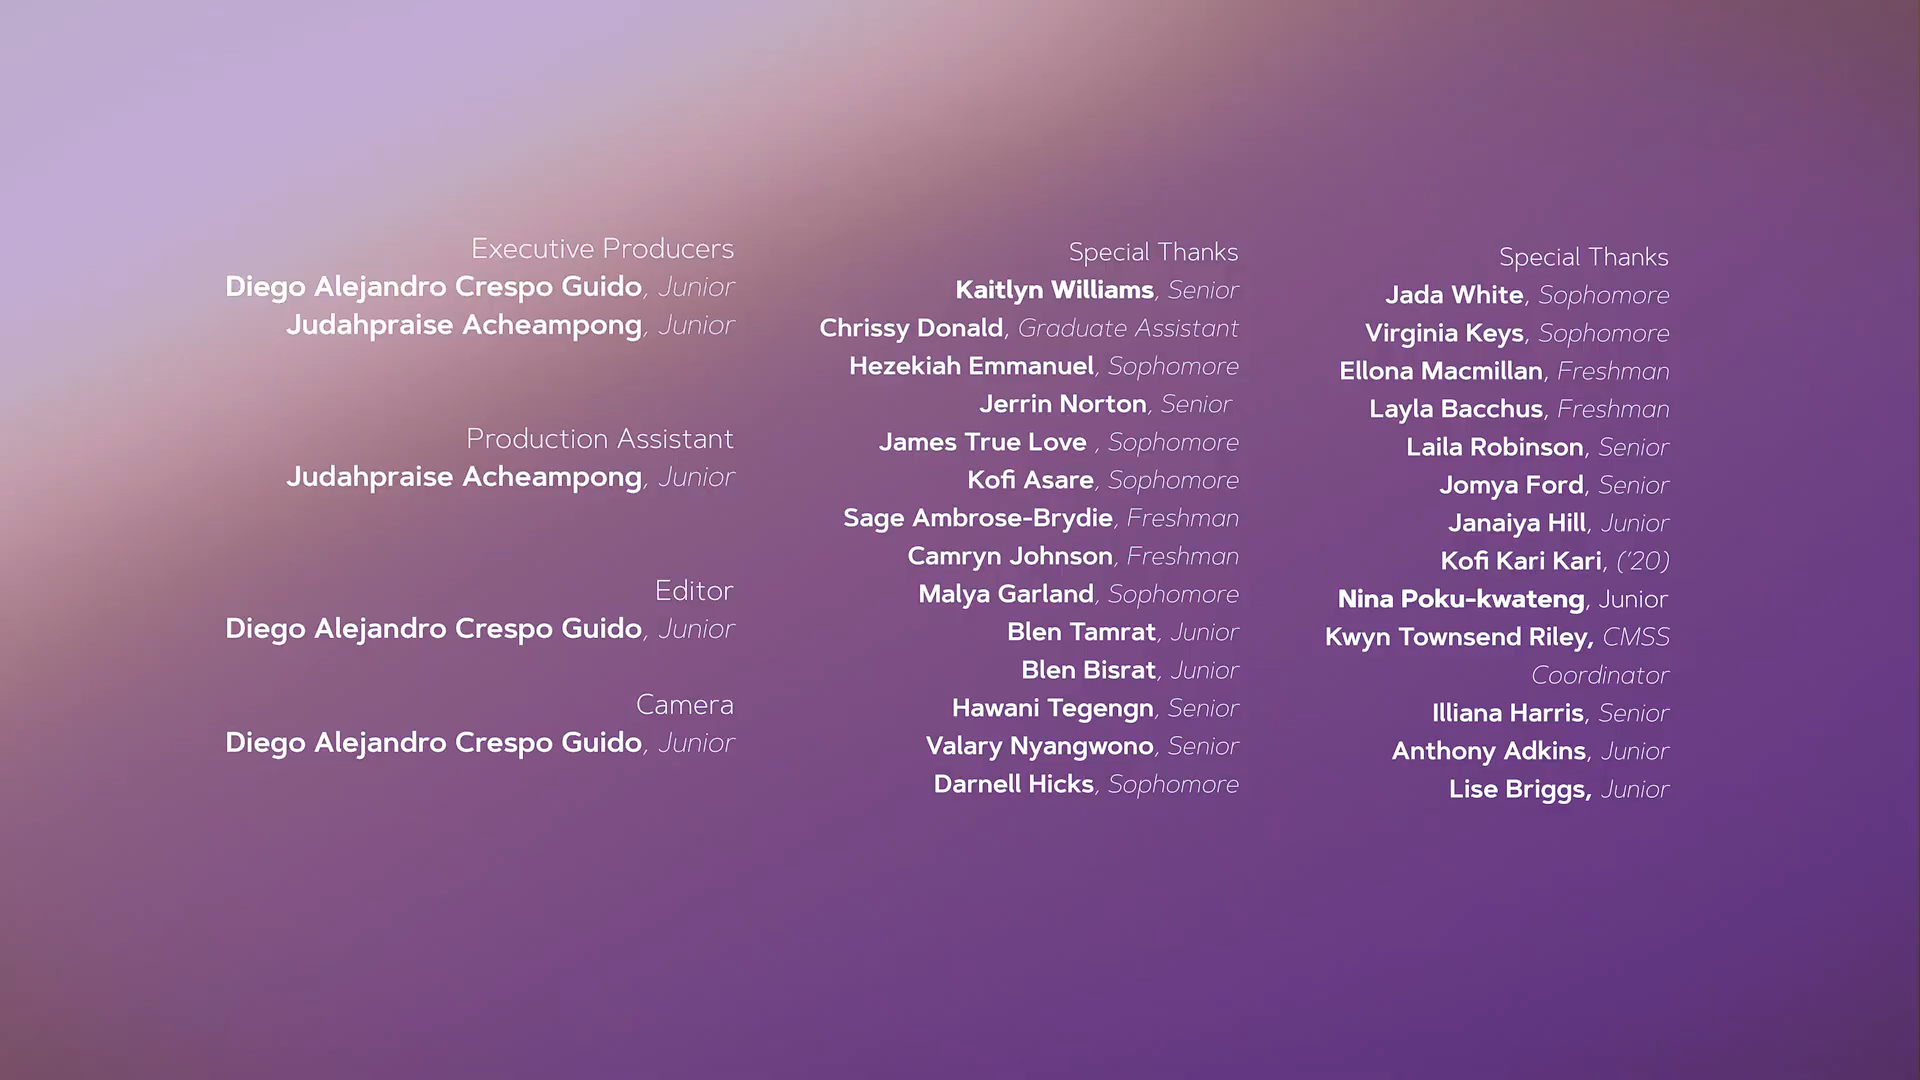 Executive Producers
Diego Alejandro Crespo Guido, Junior
Judahpraise Acheampong, Junior
Production Assistant
Judahpraise Acheampong, Junior
Editor
Diego Alejandro Crespo Guido, Junior
Camera
Diego Alejandro Crespo Guido, Junior
Special Thanks
Kaitlyn Williams, Senior
Chrissy Donald, Graduate Assistant
Hezekiah Emmanuel, Sophomore
Jerrin Norton, Senior
James True Love , Sophomore
Kofi Asare, Sophomore
Sage Ambrose-Brydie, Freshman
Camryn Johnson, Freshman
Malya Garland, Sophomore
Blen Tamrat, Junior
Blen Bisrat, Junior
Hawani Tegengn, Senior
Valary Nyangwono, Senior
Darnell Hicks, Sophomore
Special Thanks
Jada White, Sophomore
Virginia Keys, Sophomore
Ellona Macmillan, Freshman
Layla Bacchus, Freshman
Laila Robinson, Senior
Jomya Ford, Senior
Janaiya Hill, Junior
Kofi Kari Kari, ('20)
Nina Poku-kwateng, Junior
Kwyn Townsend Riley, CMSS
Coordinator
Illiana Harris, Senior
Anthony Adkins, Junior
Lise Briggs, Junior